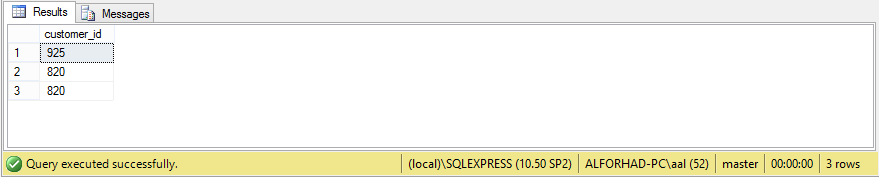 Results Messages
customer_id
1 925
2 820
3 820
Query executed successfully. (local)\SQLEXPRESS (10.50 SP2) ALFORHAD-PC\aal (52) master 00:00:00 3 rows